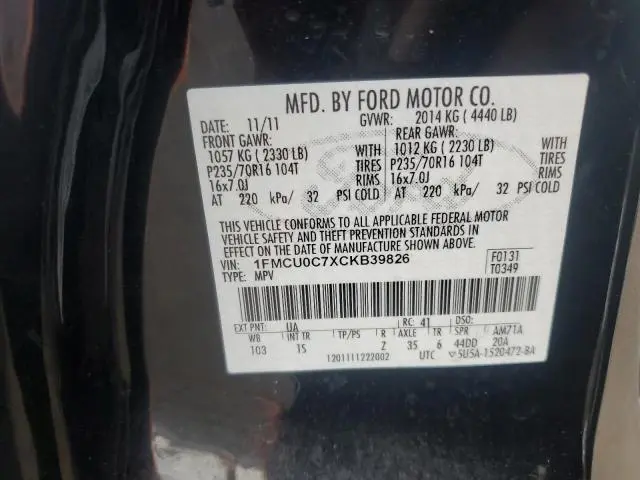 MFD. BY FORD MOTOR CO.
DATE: 11/11 GVWR: 2014 KG ( 4440 LB)
FRONT GAWR: REAR GAWR:
1057 KG ( 2330 LB) 1012 KG ( 2230 LB) WITH
P235/70R16 104T TIRES P235/70R16 104T TIRES
16x7.0J RIMS 16x7.0J RIMS
AT 220 kPa/ 32 PSI COLD AT 220 kPa/ 32 PSI COLD
THIS VEHICLE CONFORMS TO ALL APPLICABLE FEDERAL MOTOR
VEHICLE SAFETY AND THEFT PREVENTION STANDARDS IN
EFFECT ON THE DATE OF MANUFACTURE SHOWN ABOVE.
VIN: 1FMCU0C7XCKB39826 F0131
TYPE: MPV T0349
EXT PNT: UA RC: 41 DSO:
WB INT TR TP/PS R AXLE TR SPR AM71A
103 TS Z 35 6 44DD 20A
1201111222002 UTC ▽5U5A-1520472-BA